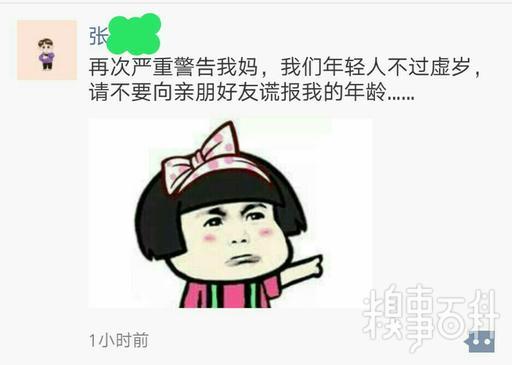 张
再次严重警告我妈，我们年轻人不过虚岁，
请不要向亲朋好友谎报我的年龄......
1小时前
糗事百科